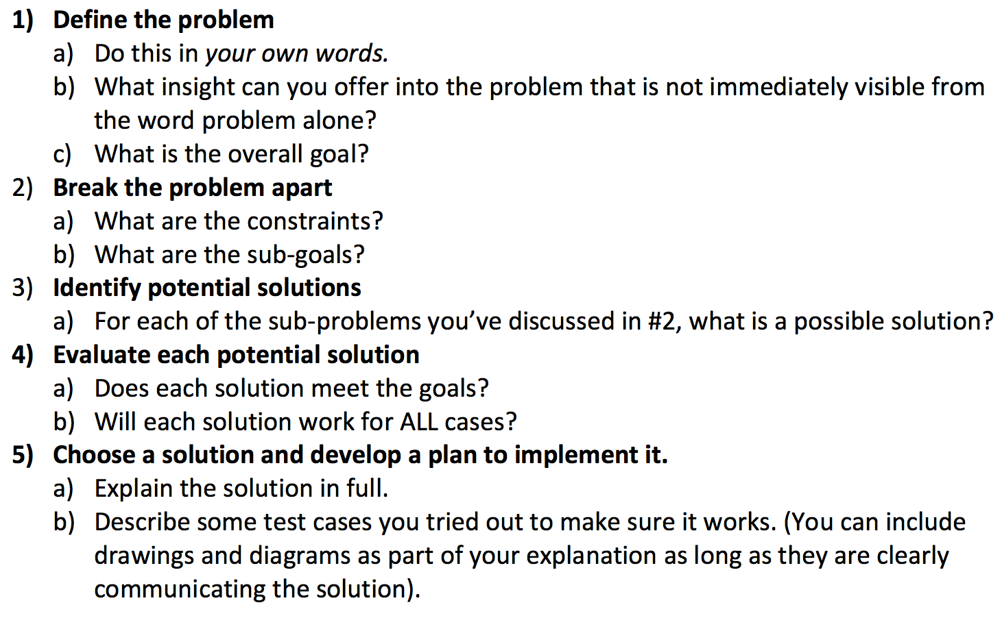 1) Define the problem
a) Do this in your own words.
b) What insight can you offer into the problem that is not immediately visible from
the word problem alone?
c) What is the overall goal?
2) Break the problem apart
a) What are the constraints?
b) What are the sub-goals?
3) Identify potential solutions
a) For each of the sub-problems you’ve discussed in #2, what is a possible solution?
4) Evaluate each potential solution
a) Does each solution meet the goals?
b) Will each solution work for ALL cases?
5) Choose a solution and develop a plan to implement it.
a) Explain the solution in full.
b) Describe some test cases you tried out to make sure it works. (You can include
drawings and diagrams as part of your explanation as long as they are clearly
communicating the solution).